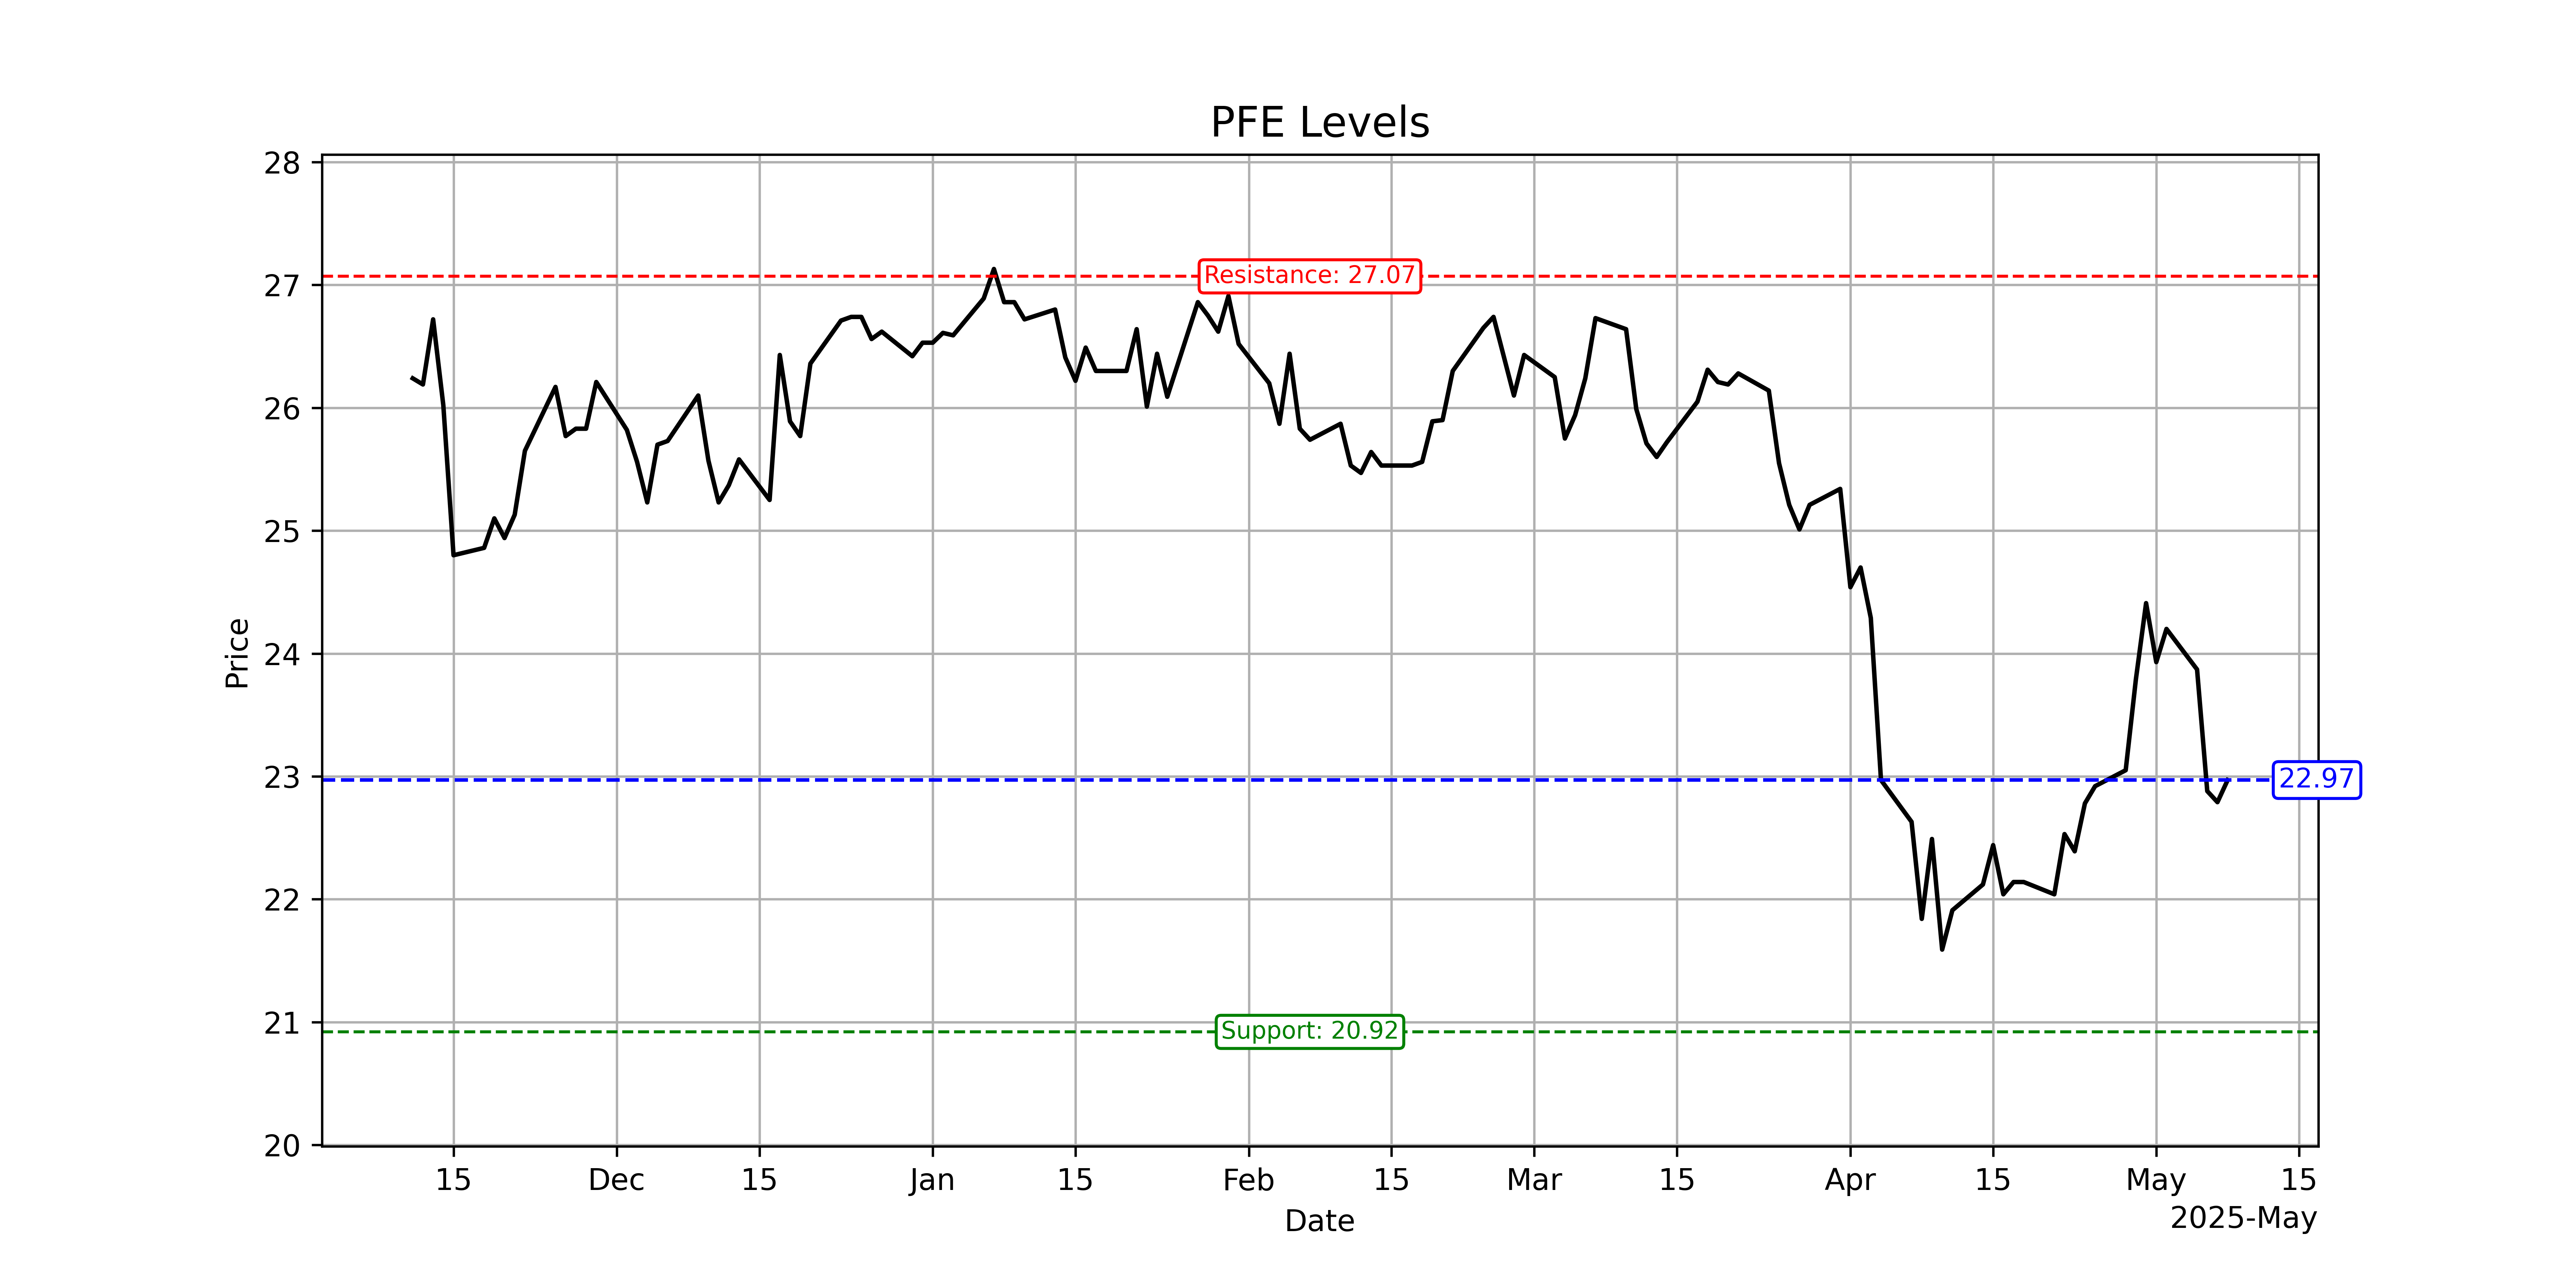 PFE Levels
28
27
26
25
24
23
22
21
20
Price
Resistance: 27.07
22.97
Support: 20.92
15 Dec 15 Jan 15 Feb 15 Mar 15 Apr 15 May 15
Date
2025-May